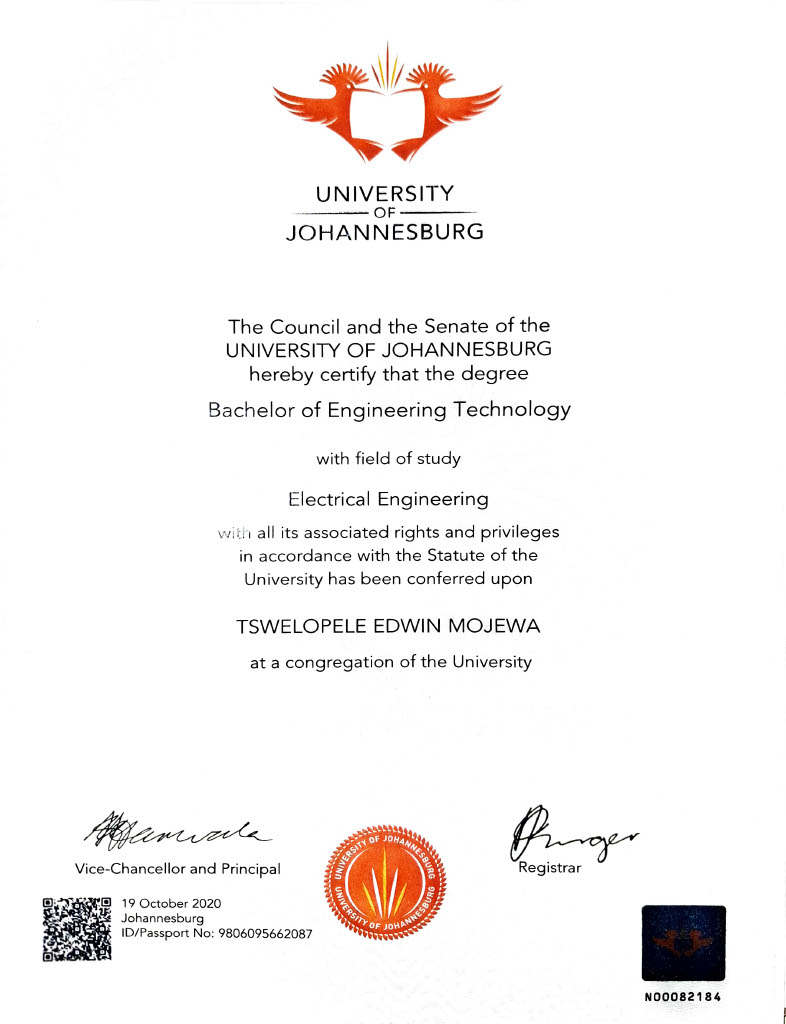 UNIVERSITY
OF
JOHANNESBURG
The Council and the Senate of the
UNIVERSITY OF JOHANNESBURG
hereby certify that the degree
Bachelor of Engineering Technology
with field of study
Electrical Engineering
with all its associated rights and privileges
in accordance with the Statute of the
University has been conferred upon
TSWELOPELE EDWIN MOJEWA
at a congregation of the University
Vice-Chancellor and Principal
Registrar
UNIVERSITY OF JOHANNESBURG
UNIVERSITY OF JOHANNESBURG
19 October 2020
Johannesburg
ID/Passport No: 9806095662087
N00082184